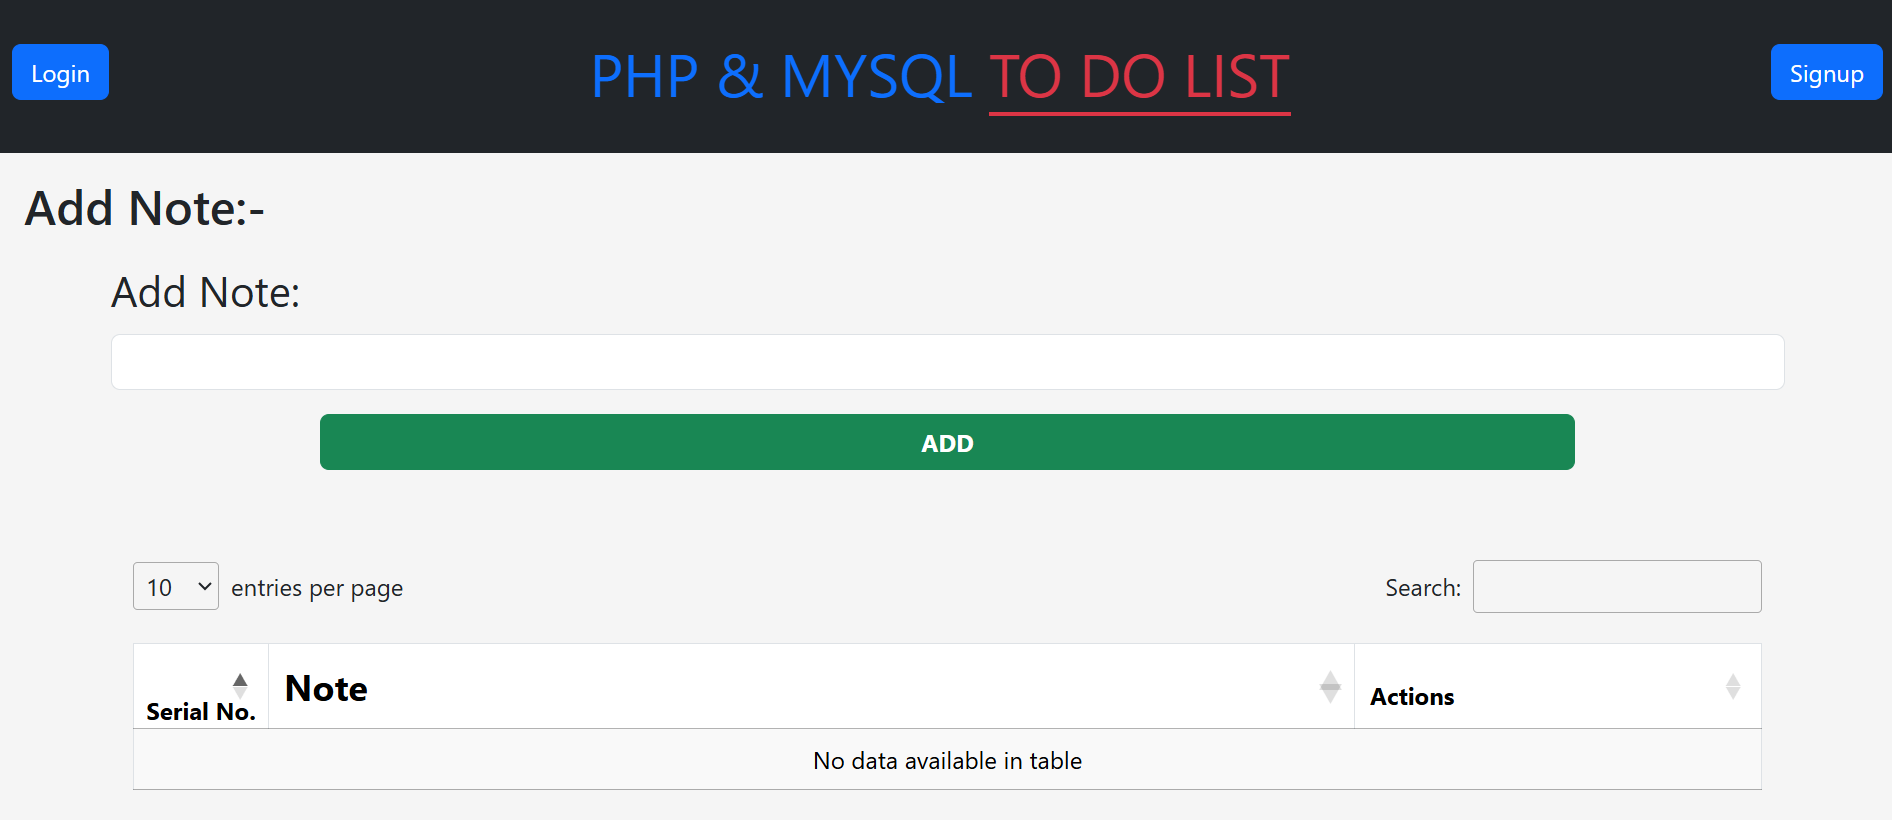 Login
PHP & MYSQL TO DO LIST
Signup
Add Note:-
Add Note:
ADD
10 entries per page
Search:
Serial No.
Note
Actions
No data available in table